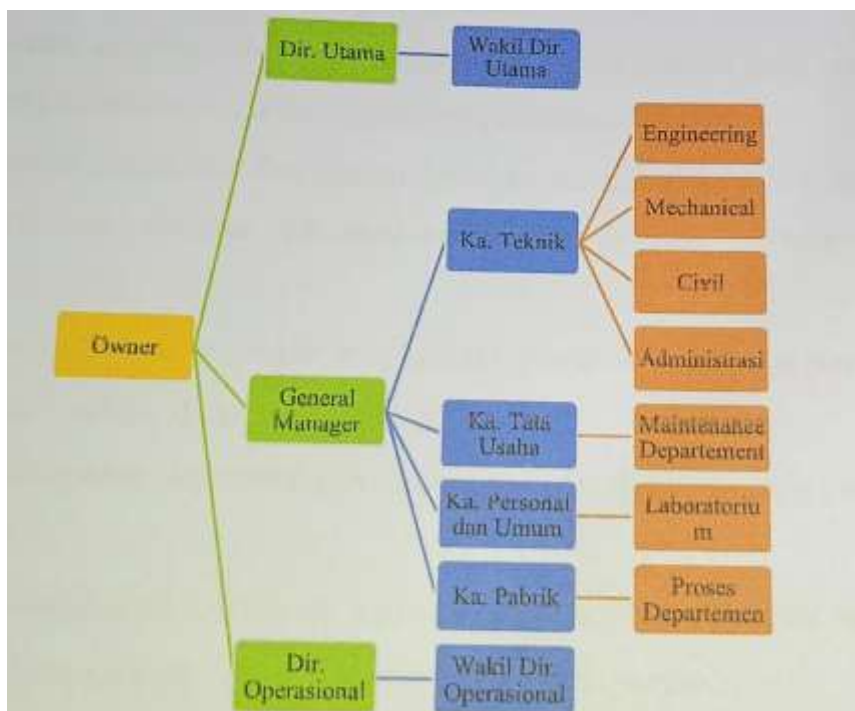 Dir. Utama
Wakil Dir.
Utama
Engineering
Mechanical
Ka. Teknik
Civil
Administrasi
Owner
General
Manager
Ka. Tata
Usaha
Maintenance
Departement
Ka. Personal
dan Umum
Laboratoriu
m
Ka. Pabrik
Proses
Departemen
Dir.
Operasional
Wakil Dir.
Operasional